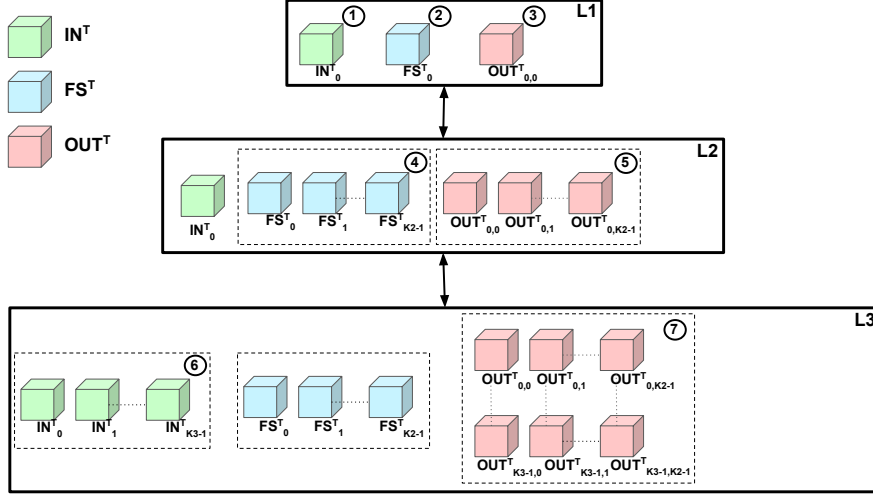 IN^T
FS^T
OUT^T
L1
1 2 3
IN^T_0 FS^T_0 OUT^T_0,0
L2
4 5
IN^T_0 FS^T_0 FS^T_1 FS^T_K2-1 OUT^T_0,0 OUT^T_0,1 OUT^T_0,K2-1
L3
6 7
IN^T_0 IN^T_1 IN^T_K3-1 FS^T_0 FS^T_1 FS^T_K2-1
OUT^T_0,0 OUT^T_0,1 OUT^T_0,K2-1
OUT^T_K3-1,0 OUT^T_K3-1,1 OUT^T_K3-1,K2-1